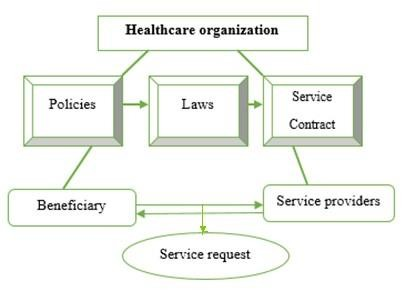 Healthcare organization
Policies
Laws
Service
Contract
Beneficiary
Service providers
Service request